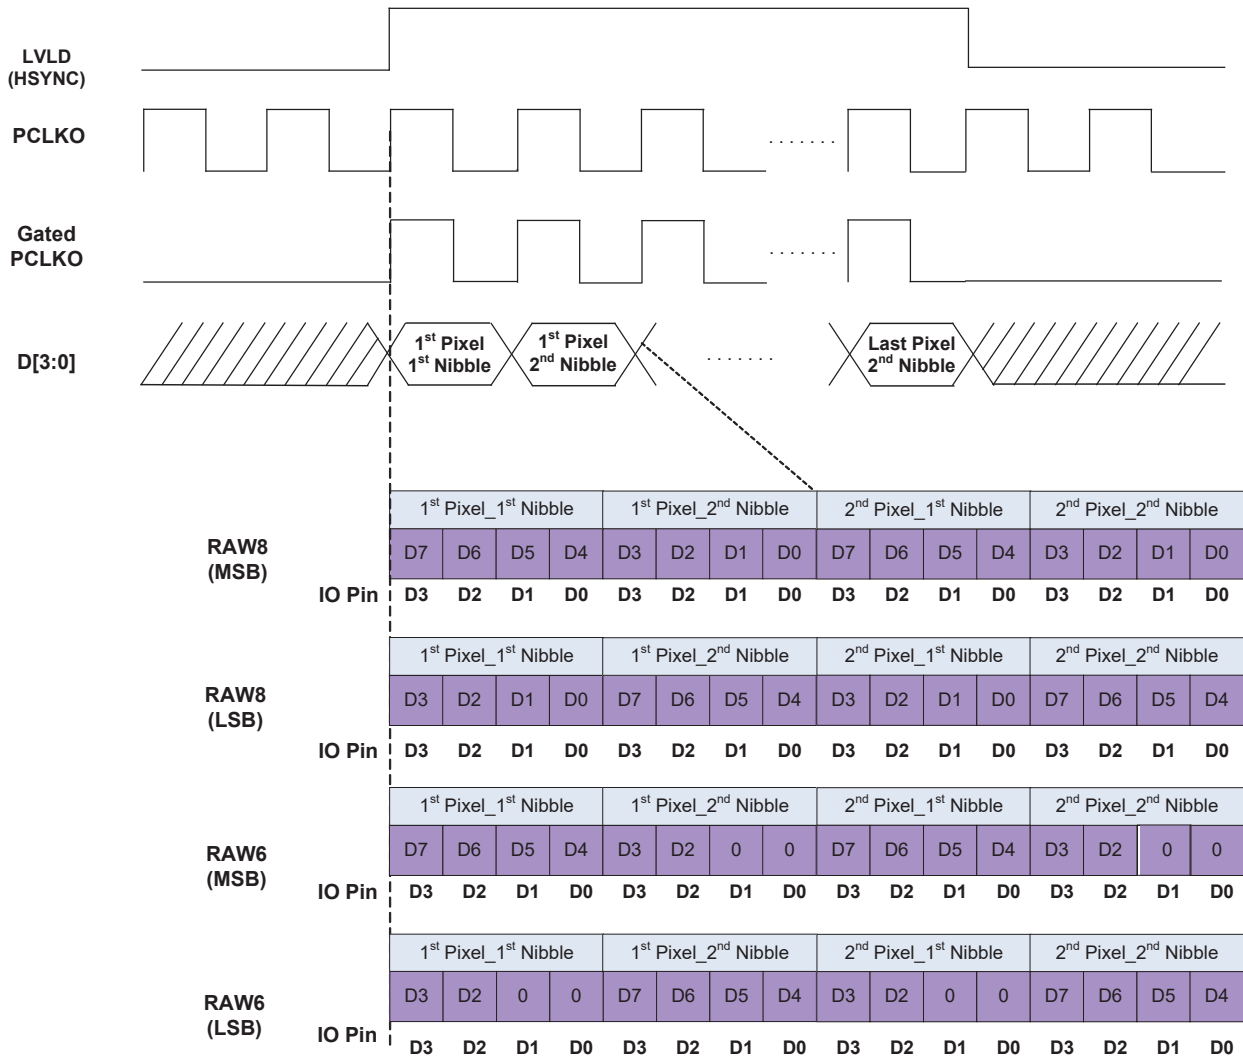 LVLD
(HSYNC)
PCLKO
.......
Gated
PCLKO
.......
D[3:0]
1st Pixel
1st Nibble
1st Pixel
2nd Nibble
.......
Last Pixel
2nd Nibble
1st Pixel_1st Nibble 1st Pixel_2nd Nibble 2nd Pixel_1st Nibble 2nd Pixel_2nd Nibble
RAW8
(MSB)
D7 D6 D5 D4 D3 D2 D1 D0 D7 D6 D5 D4 D3 D2 D1 D0
IO Pin D3 D2 D1 D0 D3 D2 D1 D0 D3 D2 D1 D0 D3 D2 D1 D0
1st Pixel_1st Nibble 1st Pixel_2nd Nibble 2nd Pixel_1st Nibble 2nd Pixel_2nd Nibble
RAW8
(LSB)
D3 D2 D1 D0 D7 D6 D5 D4 D3 D2 D1 D0 D7 D6 D5 D4
IO Pin D3 D2 D1 D0 D3 D2 D1 D0 D3 D2 D1 D0 D3 D2 D1 D0
1st Pixel_1st Nibble 1st Pixel_2nd Nibble 2nd Pixel_1st Nibble 2nd Pixel_2nd Nibble
RAW6
(MSB)
D7 D6 D5 D4 D3 D2 0 0 D7 D6 D5 D4 D3 D2 0 0
IO Pin D3 D2 D1 D0 D3 D2 D1 D0 D3 D2 D1 D0 D3 D2 D1 D0
1st Pixel_1st Nibble 1st Pixel_2nd Nibble 2nd Pixel_1st Nibble 2nd Pixel_2nd Nibble
RAW6
(LSB)
D3 D2 0 0 D7 D6 D5 D4 D3 D2 0 0 D7 D6 D5 D4
IO Pin D3 D2 D1 D0 D3 D2 D1 D0 D3 D2 D1 D0 D3 D2 D1 D0